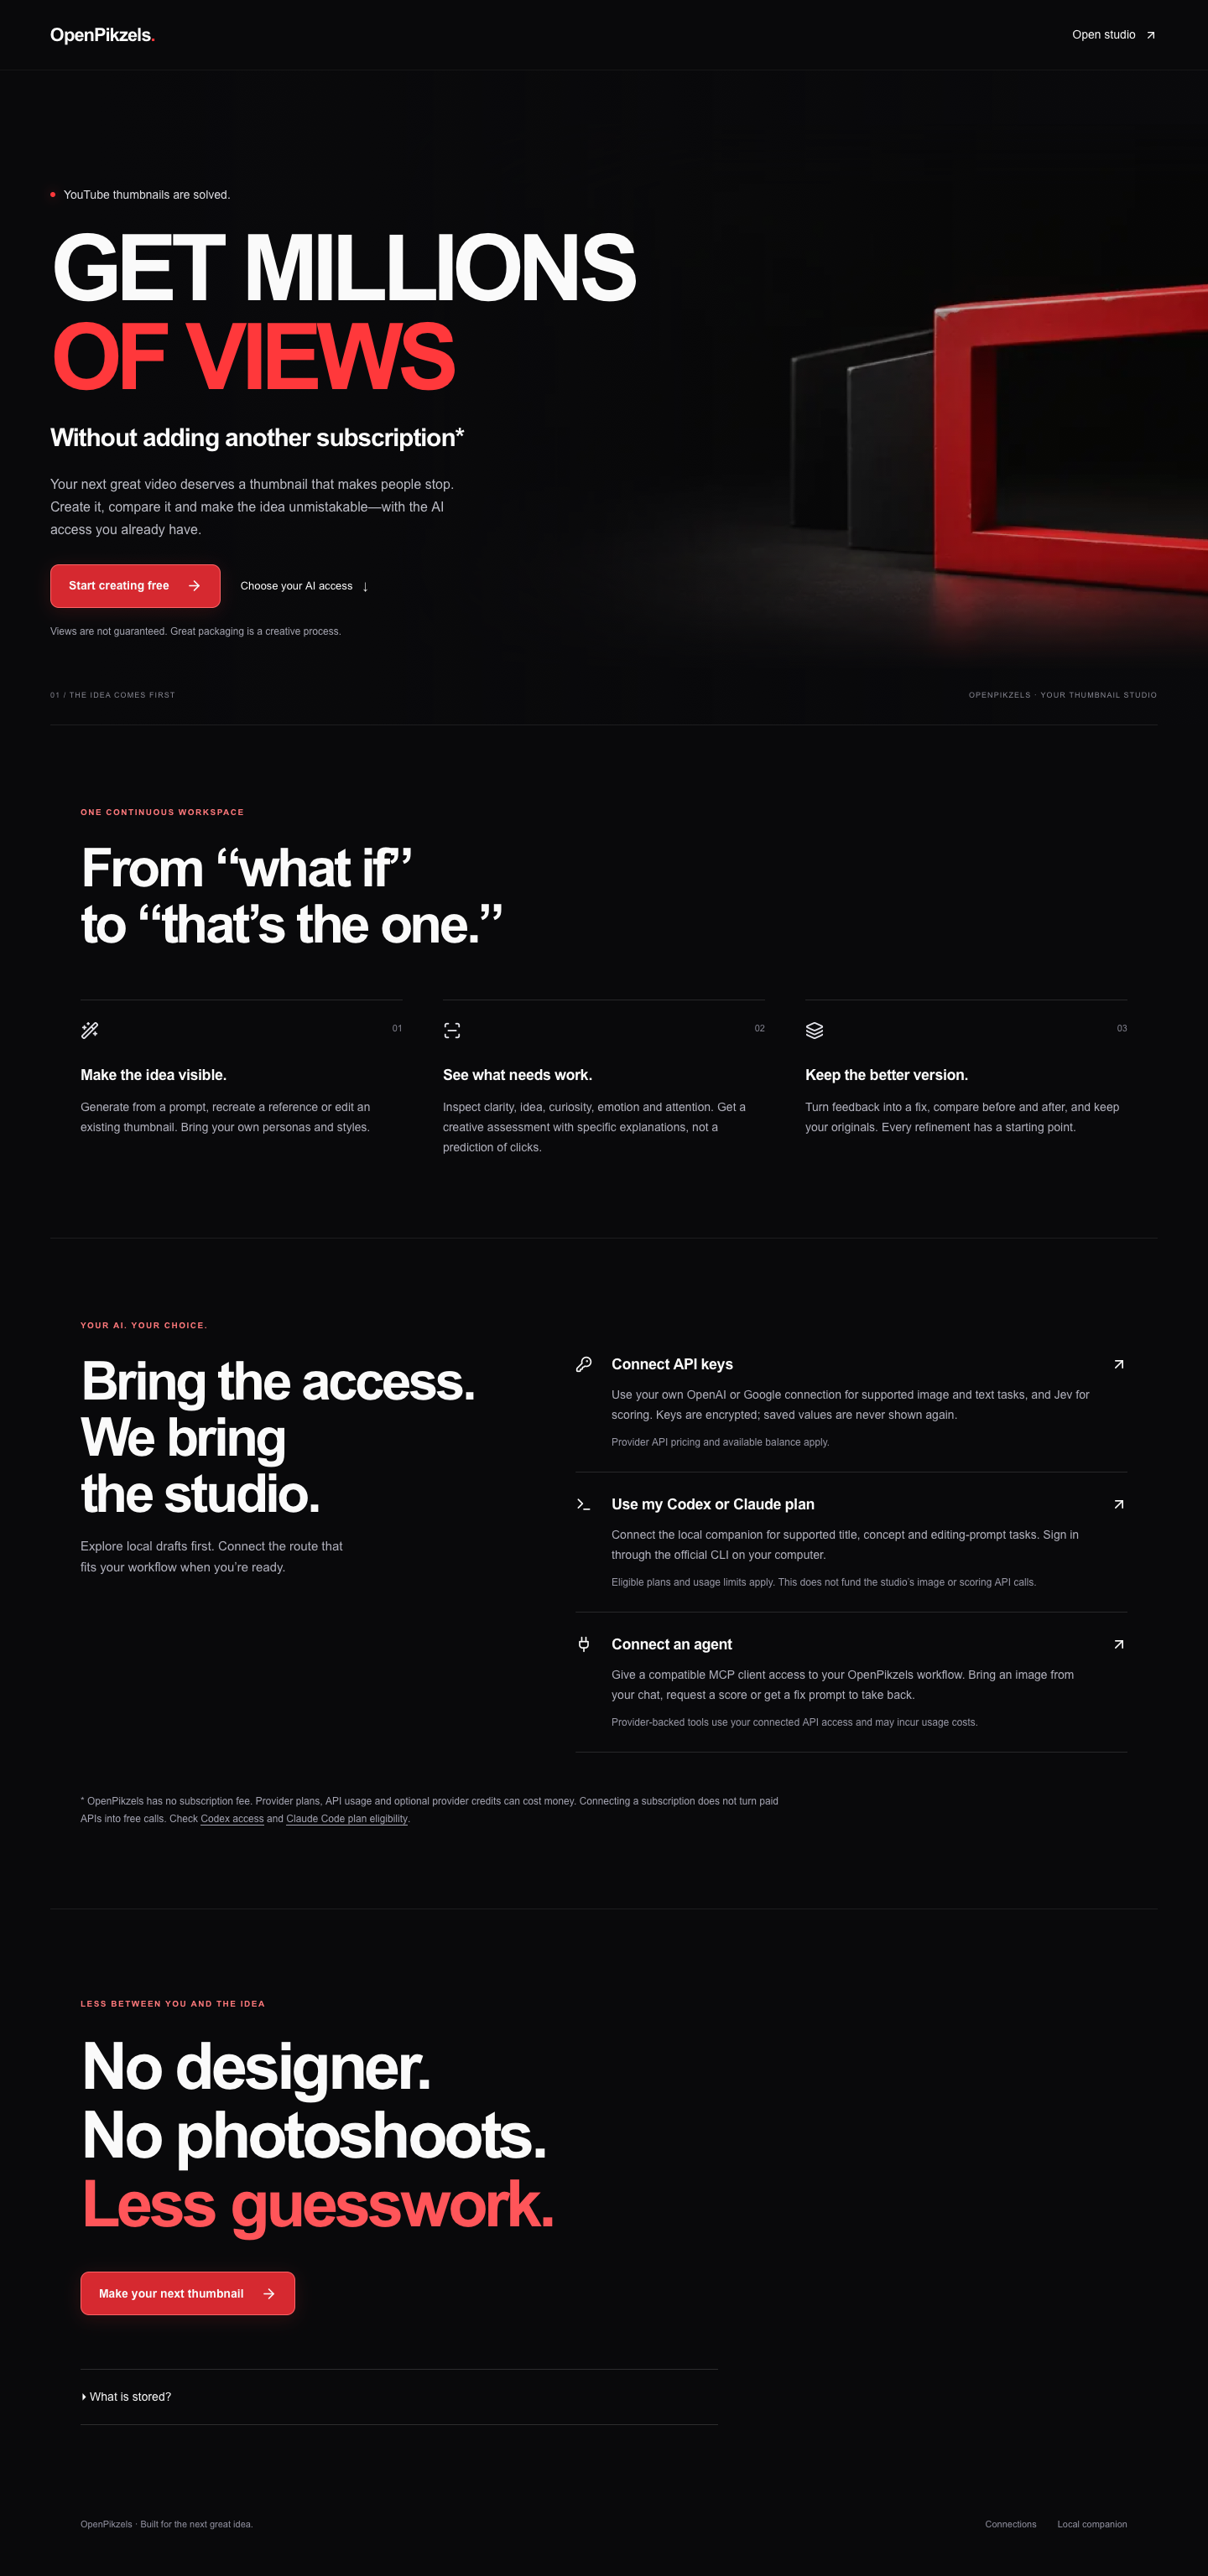 OpenPikzels.
Open studio
YouTube thumbnails are solved.
GET MILLIONS
OF VIEWS
Without adding another subscription*
Your next great video deserves a thumbnail that makes people stop.
Create it, compare it and make the idea unmistakable—with the AI
access you already have.
Start creating free
Choose your AI access ↓
Views are not guaranteed. Great packaging is a creative process.
01 / THE IDEA COMES FIRST
OPENPIKZELS · YOUR THUMBNAIL STUDIO
ONE CONTINUOUS WORKSPACE
From “what if”
to “that’s the one.”
01
Make the idea visible.
Generate from a prompt, recreate a reference or edit an
existing thumbnail. Bring your own personas and styles.
02
See what needs work.
Inspect clarity, idea, curiosity, emotion and attention. Get a
creative assessment with specific explanations, not a
prediction of clicks.
03
Keep the better version.
Turn feedback into a fix, compare before and after, and keep
your originals. Every refinement has a starting point.
YOUR AI. YOUR CHOICE.
Bring the access.
We bring
the studio.
Explore local drafts first. Connect the route that
fits your workflow when you’re ready.
Connect API keys
Use your own OpenAI or Google connection for supported image and text tasks, and Jev for
scoring. Keys are encrypted; saved values are never shown again.
Provider API pricing and available balance apply.
Use my Codex or Claude plan
Connect the local companion for supported title, concept and editing-prompt tasks. Sign in
through the official CLI on your computer.
Eligible plans and usage limits apply. This does not fund the studio’s image or scoring API calls.
Connect an agent
Give a compatible MCP client access to your OpenPikzels workflow. Bring an image from
your chat, request a score or get a fix prompt to take back.
Provider-backed tools use your connected API access and may incur usage costs.
* OpenPikzels has no subscription fee. Provider plans, API usage and optional provider credits can cost money. Connecting a subscription does not turn paid
APIs into free calls. Check Codex access and Claude Code plan eligibility.
LESS BETWEEN YOU AND THE IDEA
No designer.
No photoshoots.
Less guesswork.
Make your next thumbnail
What is stored?
OpenPikzels · Built for the next great idea.
Connections
Local companion